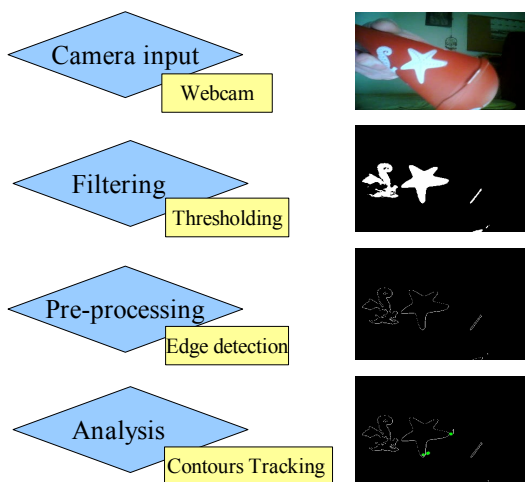 Camera input
Webcam
Filtering
Thresholding
Pre-processing
Edge detection
Analysis
Contours Tracking